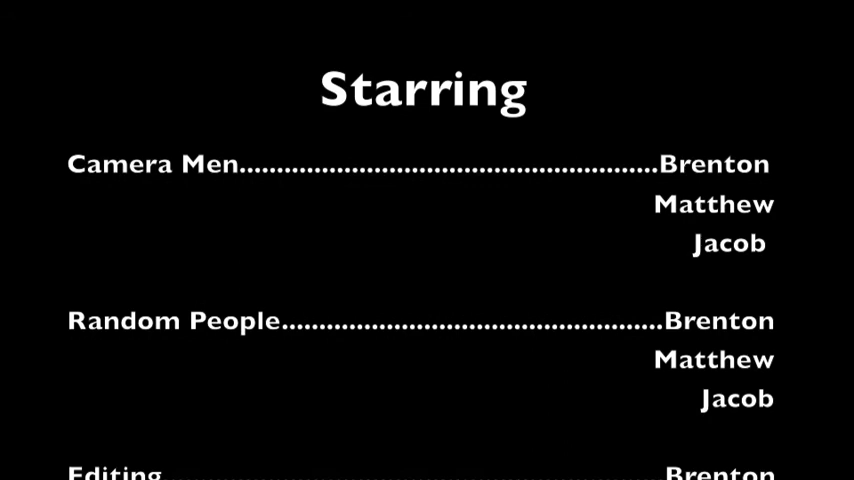 Starring
Camera Men........................................................Brenton
Matthew
Jacob
Random People...................................................Brenton
Matthew
Jacob
Editing...................................................................Brenton